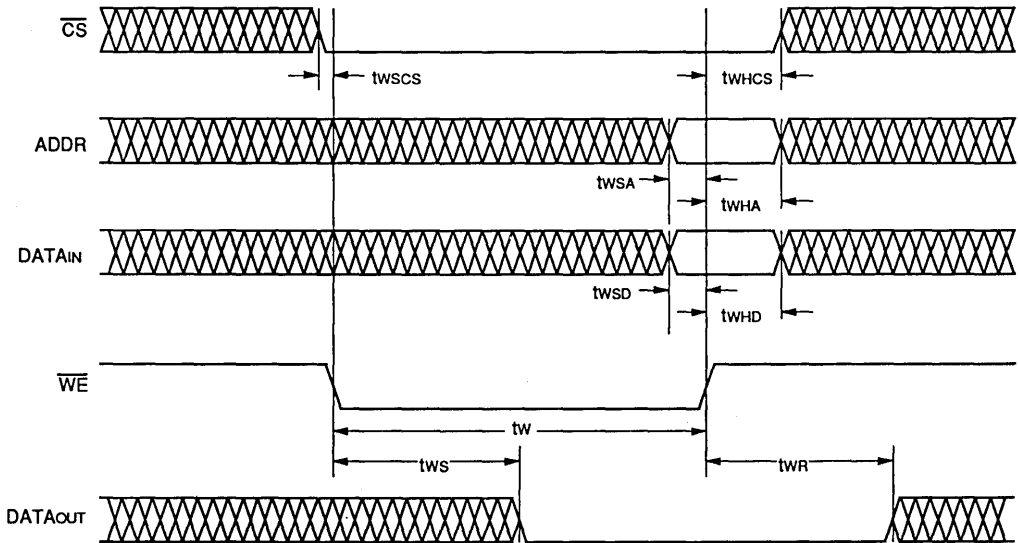 CS
tWSCS
tWHCS
ADDR
tWSA
tWHA
DATAIN
tWSD
tWHD
WE
tW
tWS
tWR
DATAOUT